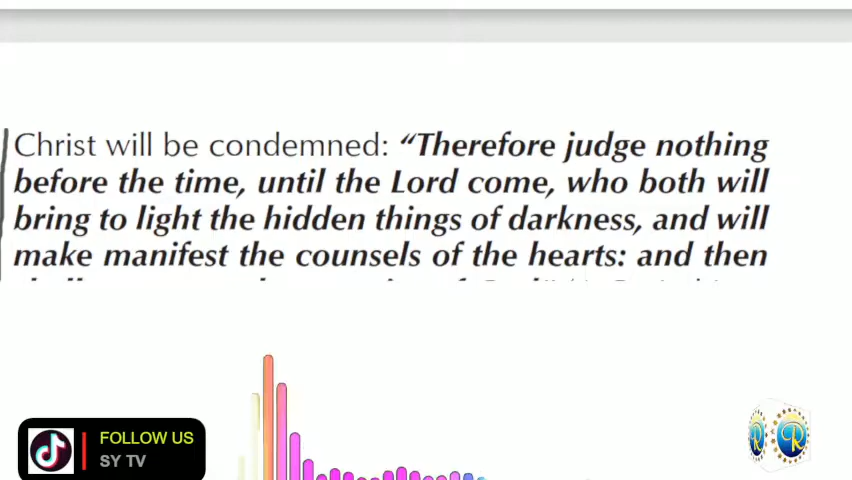 Christ will be condemned: “Therefore judge nothing
before the time, until the Lord come, who both will
bring to light the hidden things of darkness, and will
make manifest the counsels of the hearts: and then
FOLLOW US
SY TV